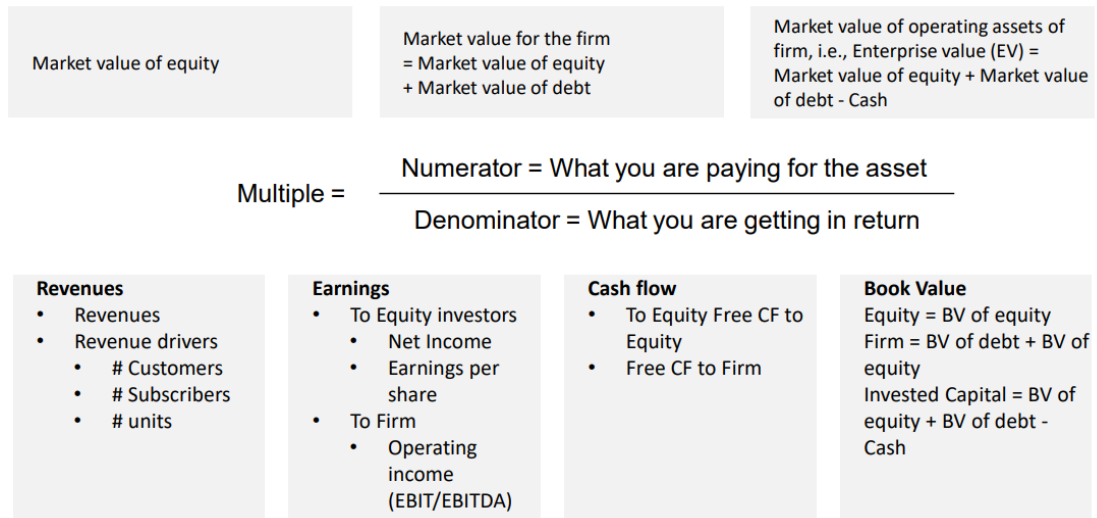 Market value of equity
Market value for the firm
= Market value of equity
+ Market value of debt
Market value of operating assets of
firm, i.e., Enterprise value (EV) =
Market value of equity + Market value
of debt - Cash
Multiple =
Numerator = What you are paying for the asset
Denominator = What you are getting in return
Revenues
• Revenues
• Revenue drivers
• # Customers
• # Subscribers
• # units
Earnings
• To Equity investors
• Net Income
• Earnings per
share
• To Firm
• Operating
income
(EBIT/EBITDA)
Cash flow
• To Equity Free CF to
Equity
• Free CF to Firm
Book Value
Equity = BV of equity
Firm = BV of debt + BV of
equity
Invested Capital = BV of
equity + BV of debt -
Cash